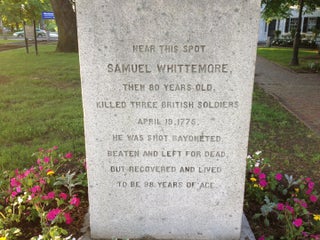 NEAR THIS SPOT
SAMUEL WHITTEMORE,
THEN 80 YEARS OLD,
KILLED THREE BRITISH SOLDIERS
APRIL 19, 1775.
HE WAS SHOT BAYONETED
BEATEN AND LEFT FOR DEAD,
BUT RECOVERED AND LIVED
TO BE 98 YEARS OF AGE.